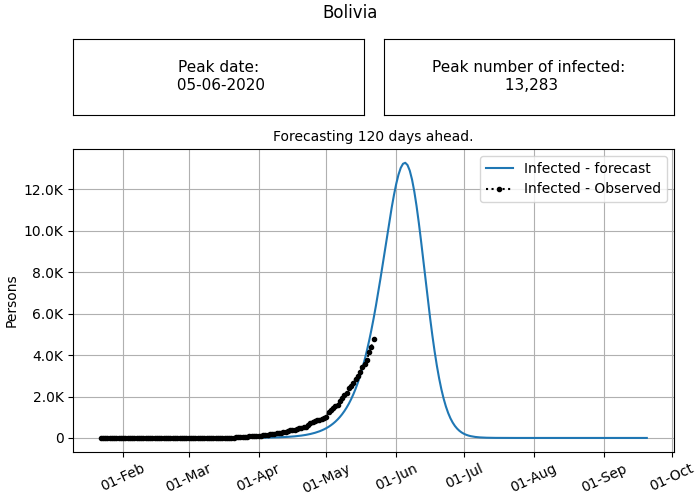 Bolivia
Peak date:
05-06-2020
Peak number of infected:
13,283
Forecasting 120 days ahead.
Infected - forecast
Infected - Observed
12.0K
10.0K
8.0K
6.0K
4.0K
2.0K
0
Persons
01-Feb
01-Mar
01-Apr
01-May
01-Jun
01-Jul
01-Aug
01-Sep
01-Oct